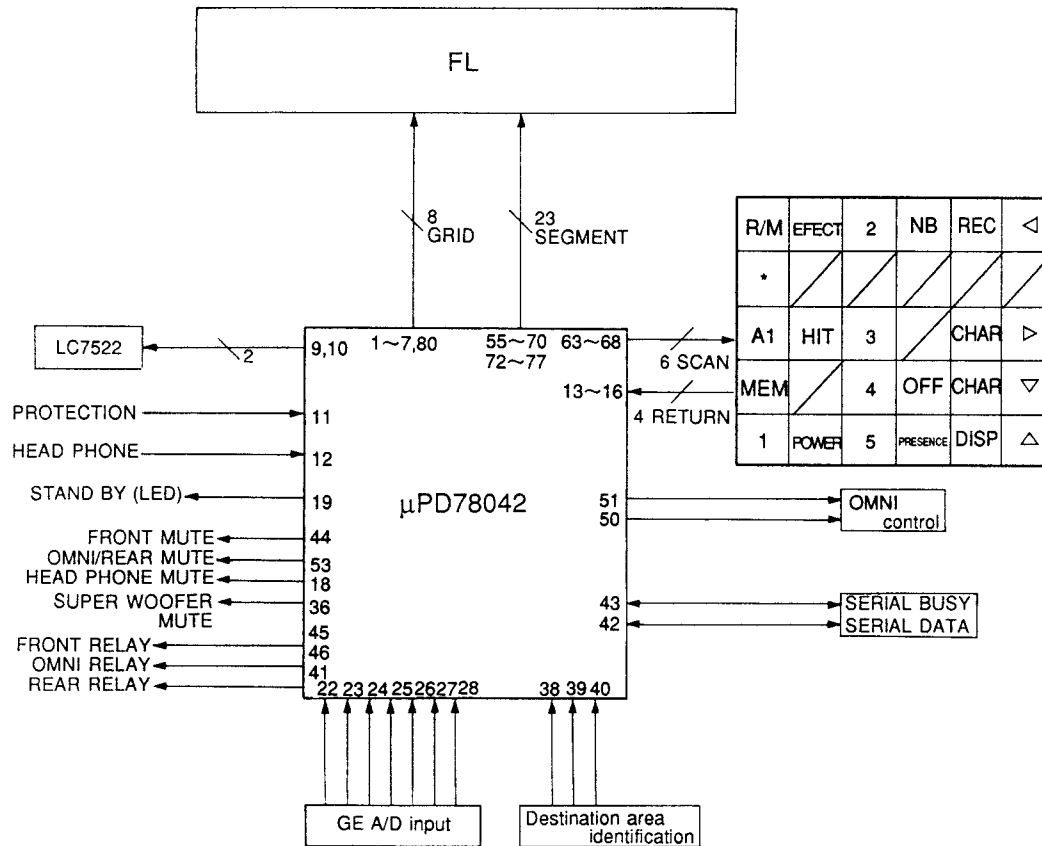 FL
8
GRID
23
SEGMENT
R/M EFECT 2 NB REC ◁
*
A1 HIT 3 CHAR ▷
MEM 4 OFF CHAR ▽
1 POWER 5 PRESENCE DISP △
LC7522
2
9,10
1~7,80
55~70
72~77
63~68
6 SCAN
13~16
4 RETURN
PROTECTION
11
HEAD PHONE
12
STAND BY (LED)
19
μPD78042
51
50
OMNI
control
FRONT MUTE
44
OMNI/REAR MUTE
53
HEAD PHONE MUTE
18
SUPER WOOFER
MUTE
36
43
42
SERIAL BUSY
SERIAL DATA
45
FRONT RELAY
46
OMNI RELAY
41
REAR RELAY
22 23 24 25 26 27 28
38 39 40
GE A/D input
Destination area
identification